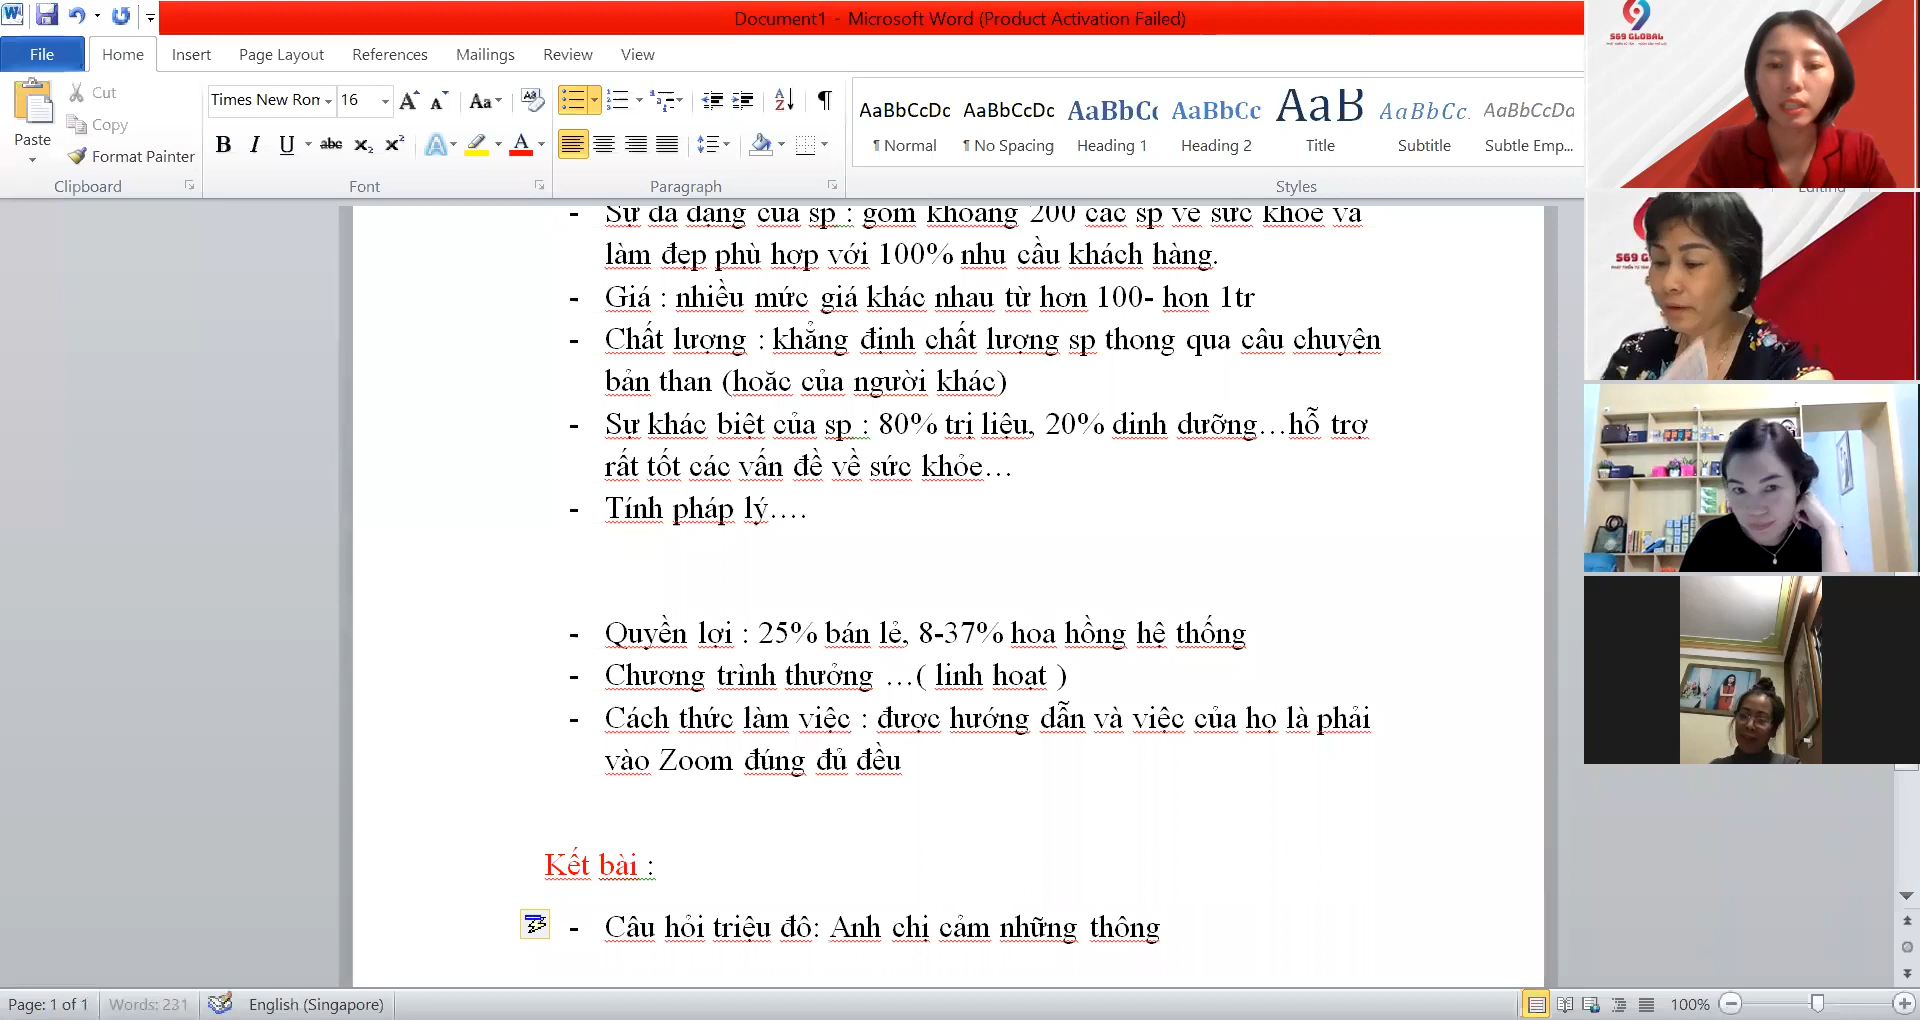 Document1 - Microsoft Word (Product Activation Failed)
File Home Insert Page Layout References Mailings Review View
Paste
Cut
Copy
Format Painter
Clipboard
Times New Ron 16
Font
Paragraph
AaBbCcDc AaBbCcDc AaBbC AaBbCc AaB AaBbCc. AaBbCcDa
¶ Normal ¶ No Spacing Heading 1 Heading 2 Title Subtitle Subtle Emp...
Styles
Editing
S69 GLOBAL
S69 G
- Sự đa dạng của sp : gồm khoảng 200 các sp về sức khỏe và
làm đẹp phù hợp với 100% nhu cầu khách hàng.
- Giá : nhiều mức giá khác nhau từ hơn 100- hon 1tr
- Chất lượng : khẳng định chất lượng sp thong qua câu chuyện
bản than (hoặc của người khác)
- Sự khác biệt của sp : 80% trị liệu, 20% dinh dưỡng…hỗ trợ
rất tốt các vấn đề về sức khỏe…
- Tính pháp lý….
- Quyền lợi : 25% bán lẻ, 8-37% hoa hồng hệ thống
- Chương trình thưởng …( linh hoạt )
- Cách thức làm việc : được hướng dẫn và việc của họ là phải
vào Zoom đúng đủ đều
Kết bài :
- Câu hỏi triệu đô: Anh chị cảm những thông
Page: 1 of 1 Words: 231 English (Singapore) 100%